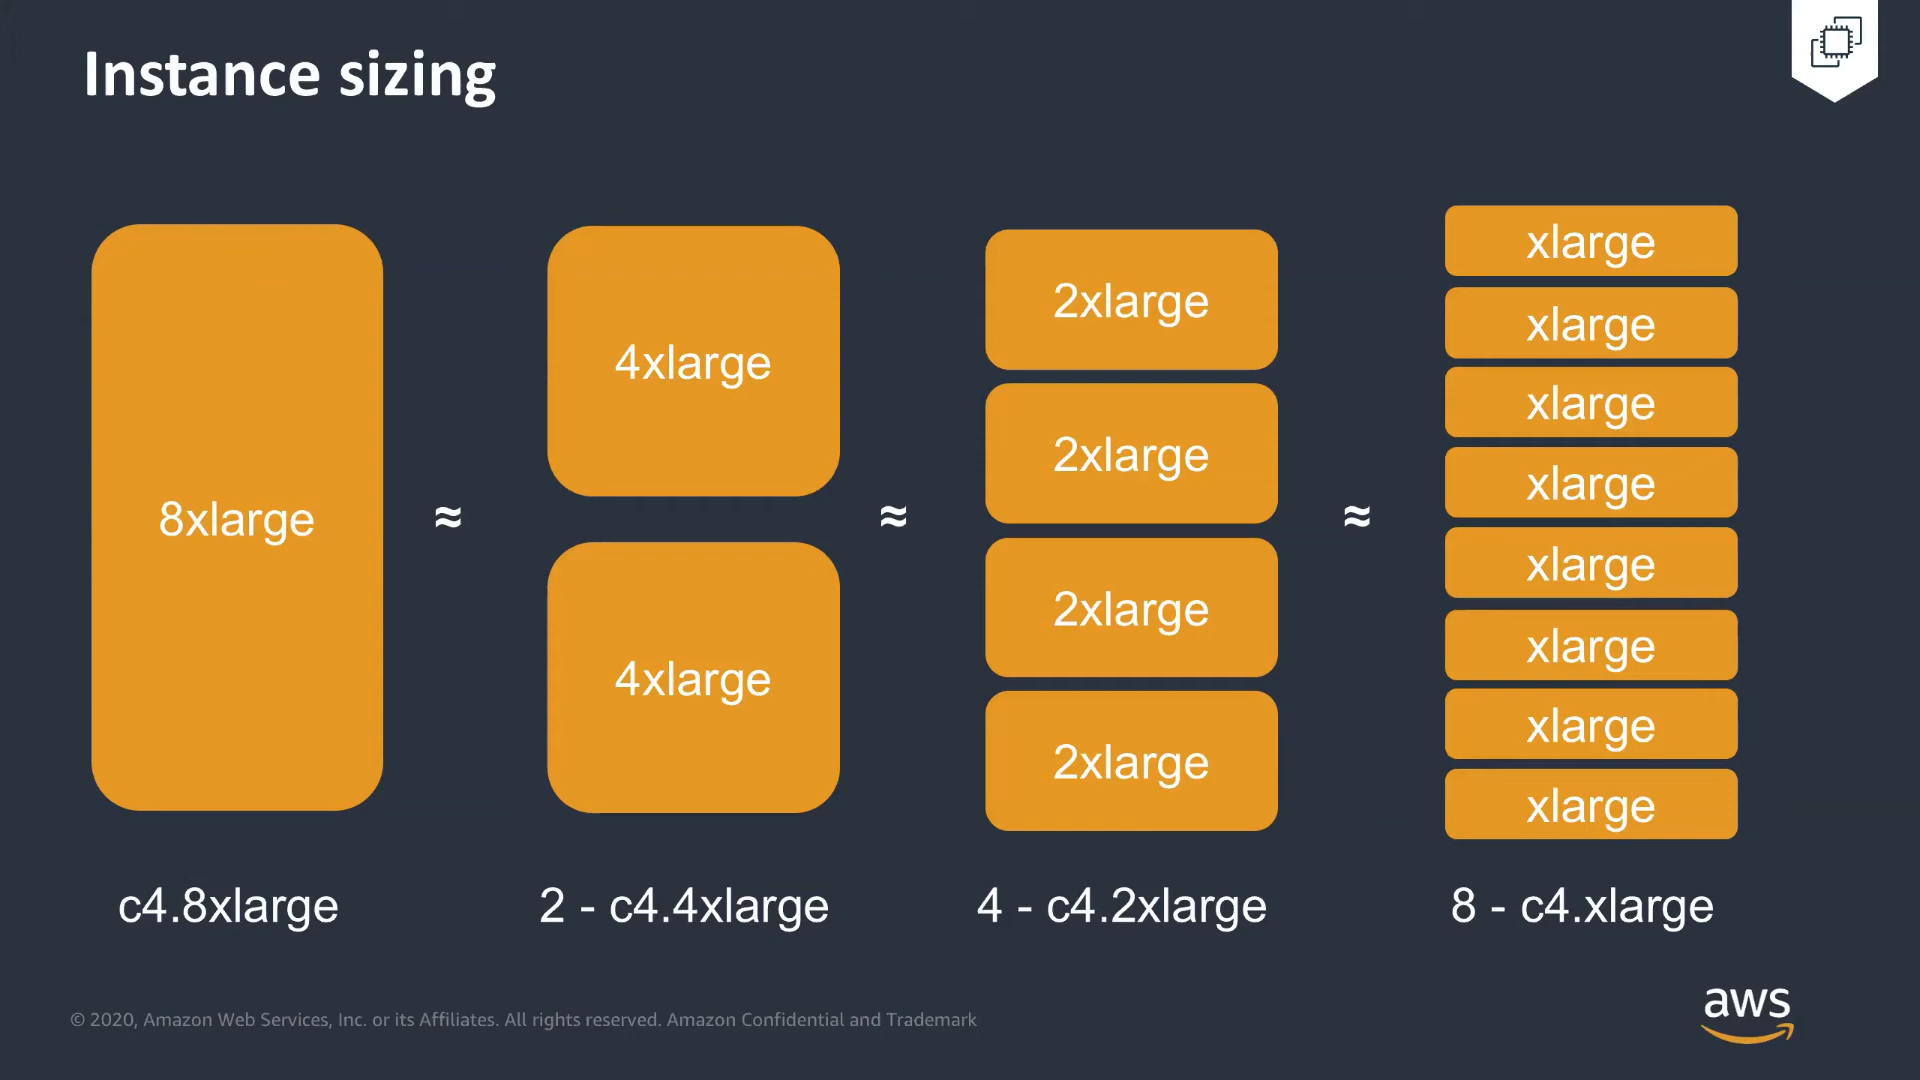 Instance sizing
8xlarge
≈
4xlarge
4xlarge
≈
2xlarge
2xlarge
2xlarge
2xlarge
≈
xlarge
xlarge
xlarge
xlarge
xlarge
xlarge
xlarge
xlarge
c4.8xlarge
2 - c4.4xlarge
4 - c4.2xlarge
8 - c4.xlarge
© 2020, Amazon Web Services, Inc. or its Affiliates. All rights reserved. Amazon Confidential and Trademark
aws